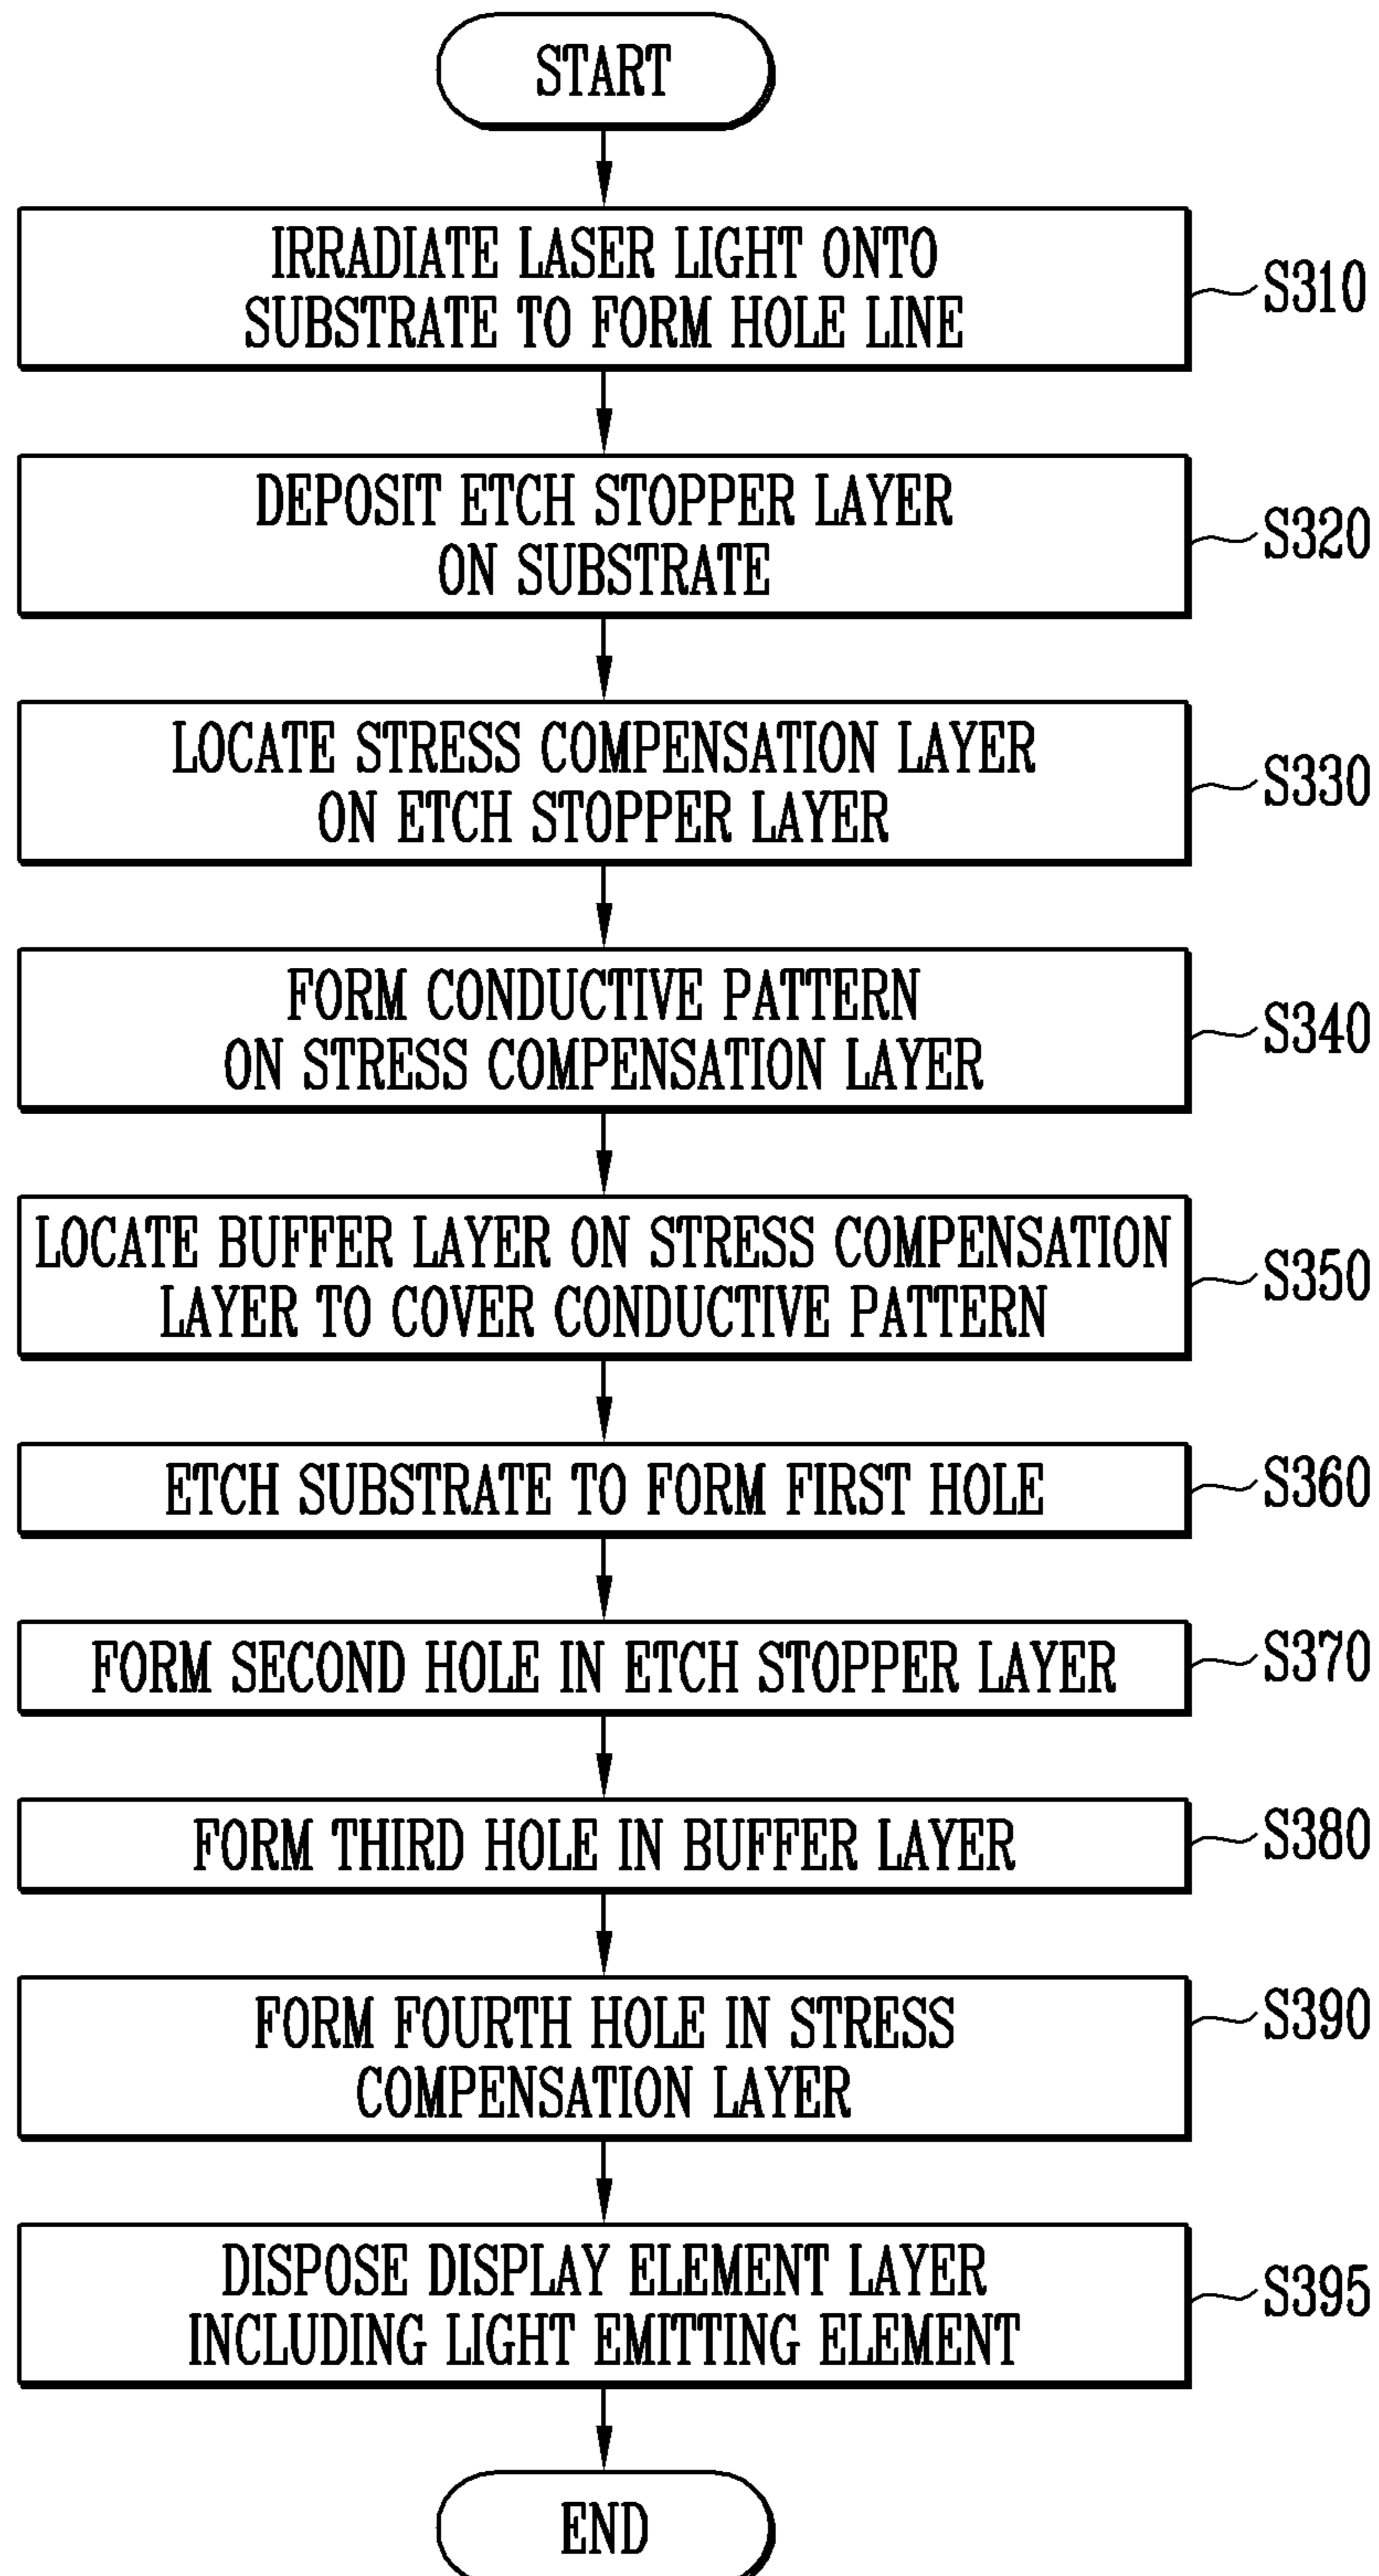 START
IRRADIATE LASER LIGHT ONTO
SUBSTRATE TO FORM HOLE LINE
S310
DEPOSIT ETCH STOPPER LAYER
ON SUBSTRATE
S320
LOCATE STRESS COMPENSATION LAYER
ON ETCH STOPPER LAYER
S330
FORM CONDUCTIVE PATTERN
ON STRESS COMPENSATION LAYER
S340
LOCATE BUFFER LAYER ON STRESS COMPENSATION
LAYER TO COVER CONDUCTIVE PATTERN
S350
ETCH SUBSTRATE TO FORM FIRST HOLE
S360
FORM SECOND HOLE IN ETCH STOPPER LAYER
S370
FORM THIRD HOLE IN BUFFER LAYER
S380
FORM FOURTH HOLE IN STRESS
COMPENSATION LAYER
S390
DISPOSE DISPLAY ELEMENT LAYER
INCLUDING LIGHT EMITTING ELEMENT
S395
END